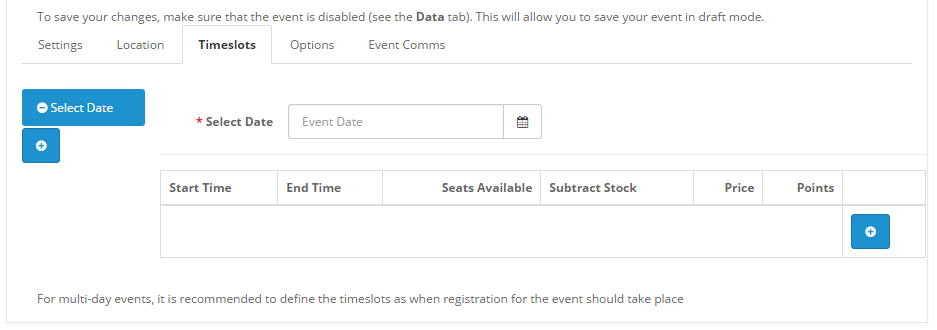 To save your changes, make sure that the event is disabled (see the Data tab). This will allow you to save your event in draft mode.
Settings Location Timeslots Options Event Comms
Select Date
* Select Date Event Date
Start Time End Time Seats Available Subtract Stock Price Points
For multi-day events, it is recommended to define the timeslots as when registration for the event should take place